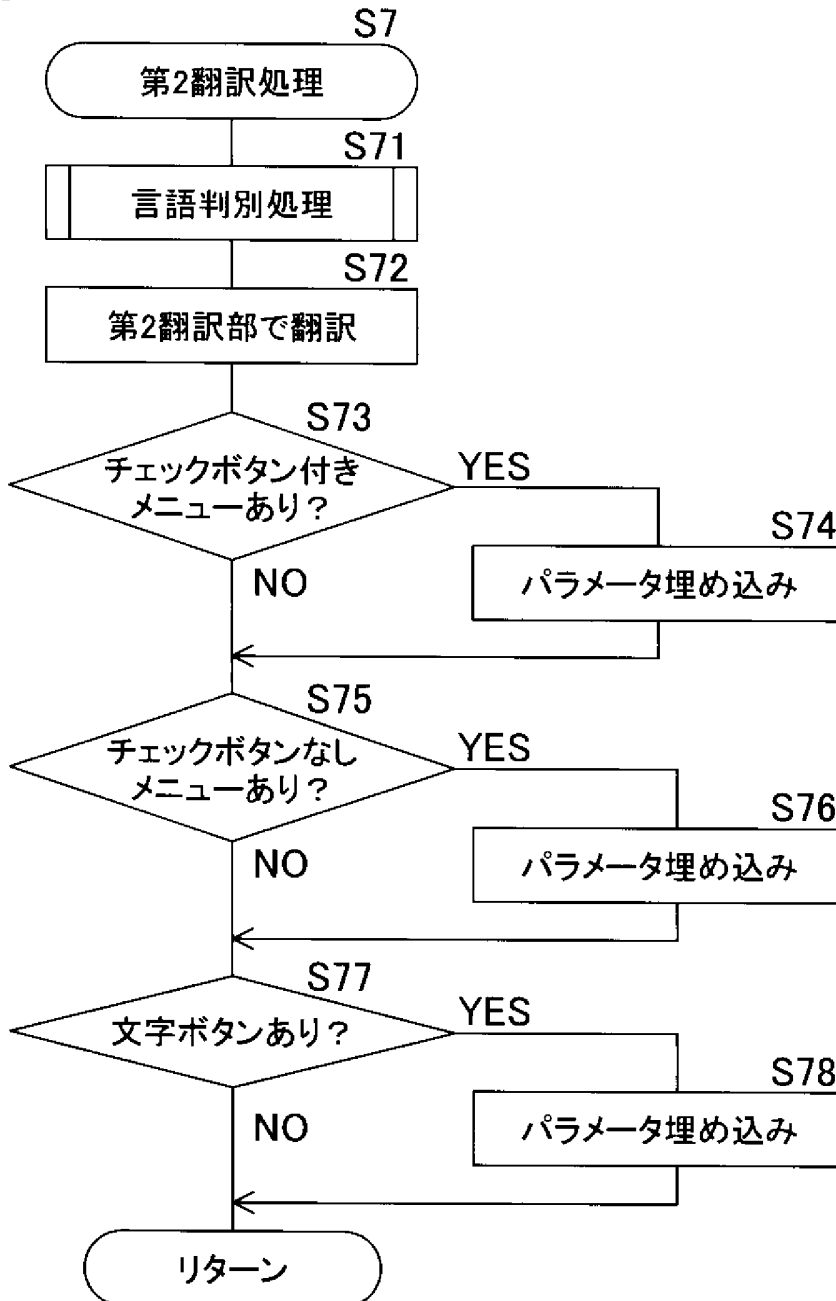 S7
第2翻訳処理
S71
言語判別処理
S72
第2翻訳部で翻訳
S73
チェックボタン付き
メニューあり？
YES
S74
パラメータ埋め込み
NO
S75
チェックボタンなし
メニューあり？
YES
S76
パラメータ埋め込み
NO
S77
文字ボタンあり？
YES
S78
パラメータ埋め込み
NO
リターン